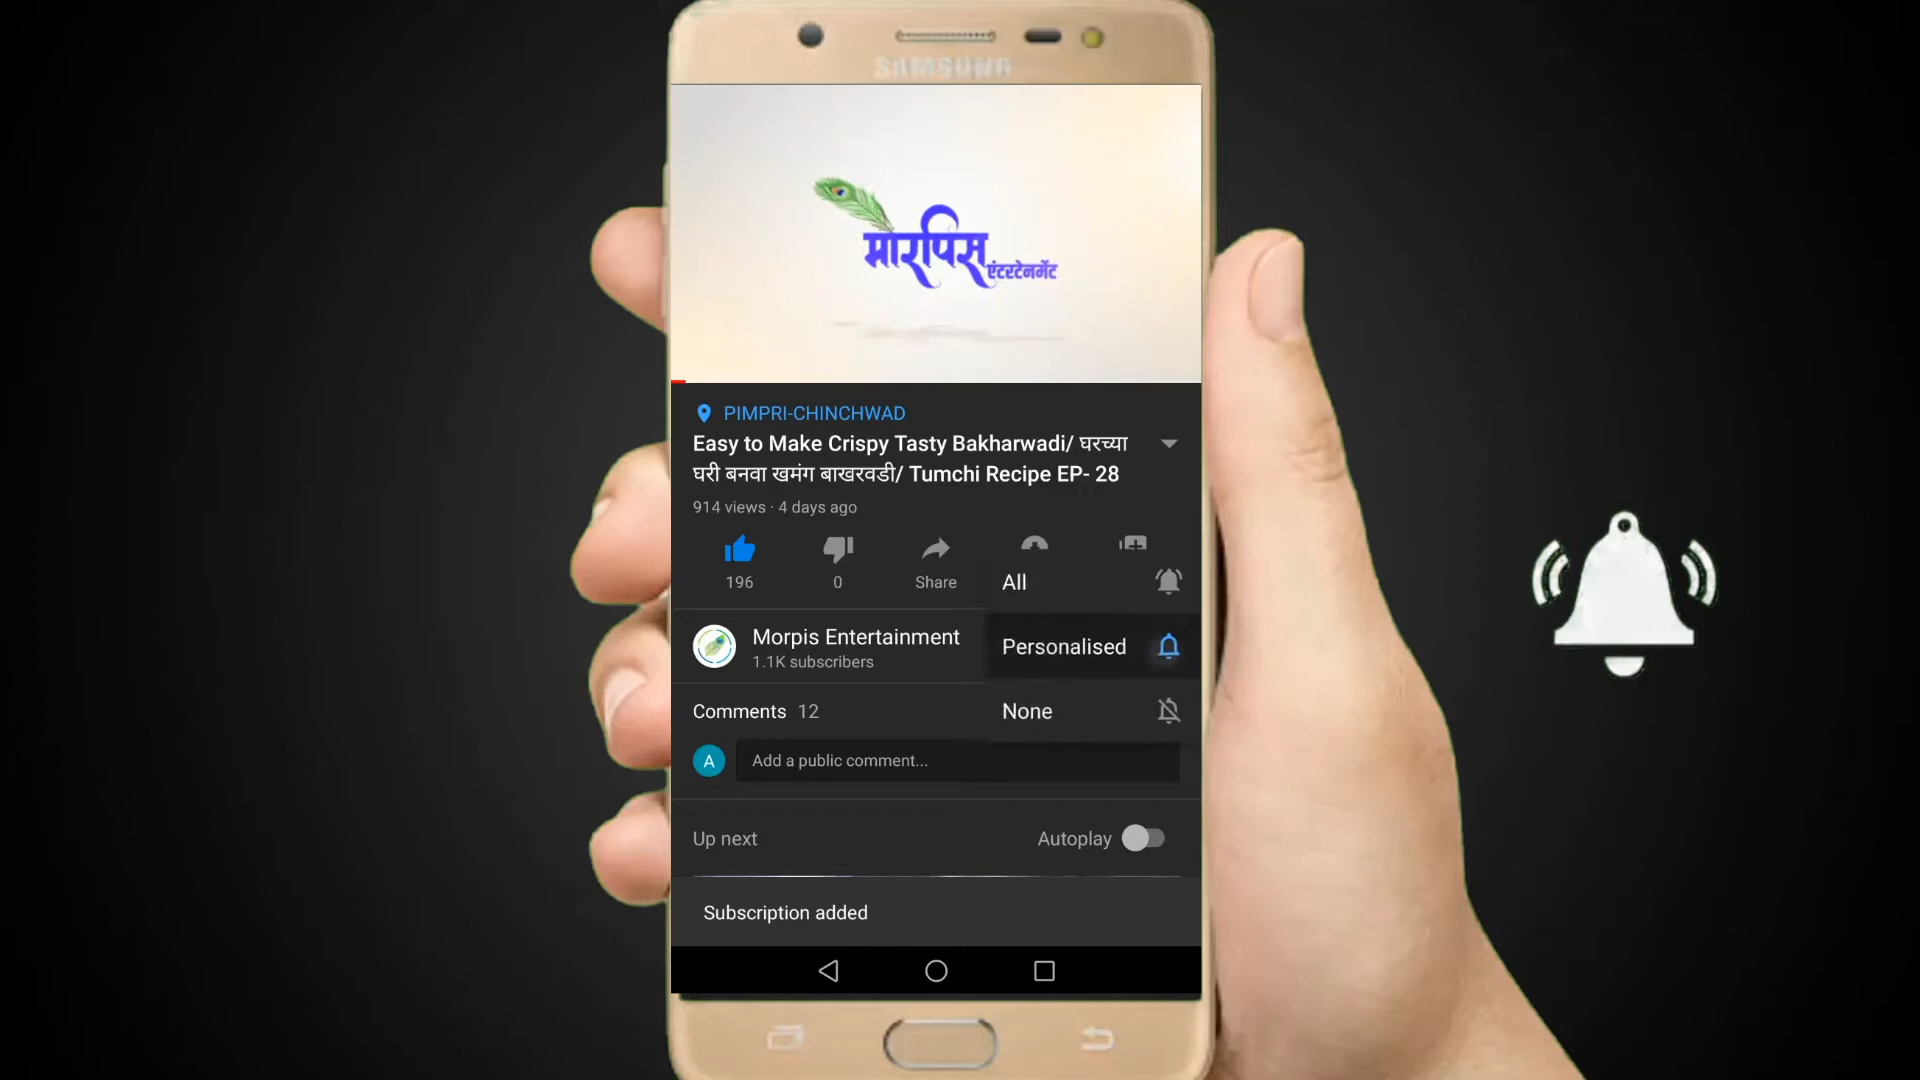 SAMSUNG
मोरपिस
एंटरटेनमेंट
PIMPRI-CHINCHWAD
Easy to Make Crispy Tasty Bakharwadi/ घरच्या
घरी बनवा खमंग बाखरवडी/ Tumchi Recipe EP- 28
914 views · 4 days ago
196
0
Share
All
Morpis Entertainment
1.1K subscribers
Personalised
Comments 12
None
A
Add a public comment...
Up next
Autoplay
Subscription added